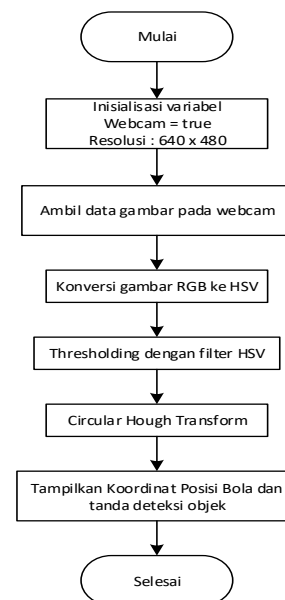 Mulai
Inisialisasi variabel
Webcam = true
Resolusi : 640 x 480
Ambil data gambar pada webcam
Konversi gambar RGB ke HSV
Thresholding dengan filter HSV
Circular Hough Transform
Tampilkan Koordinat Posisi Bola dan
tanda deteksi objek
Selesai